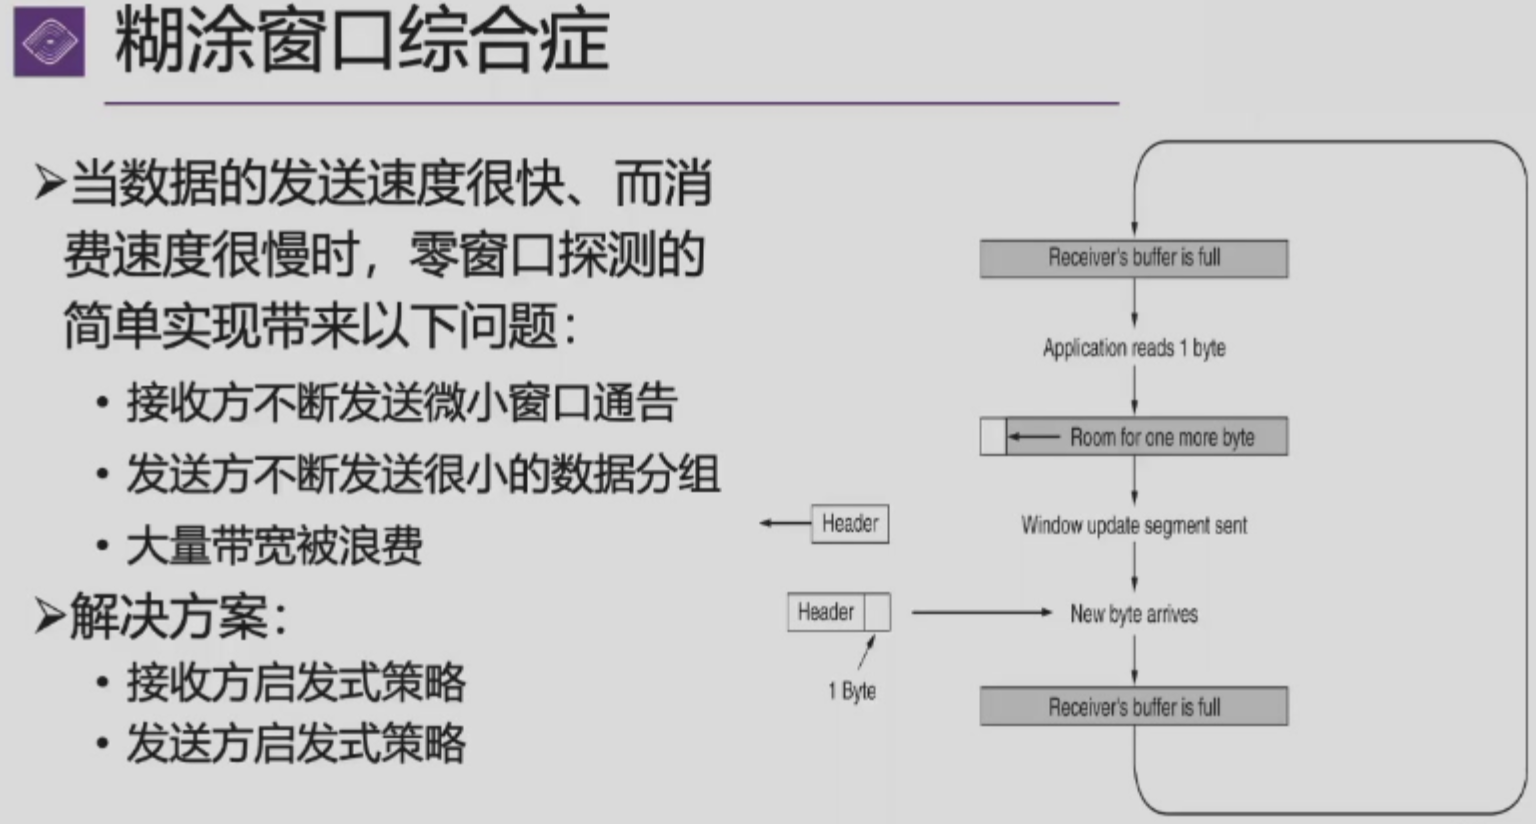 糊涂窗口综合症
➢当数据的发送速度很快、而消
费速度很慢时，零窗口探测的
简单实现带来以下问题：
• 接收方不断发送微小窗口通告
• 发送方不断发送很小的数据分组
• 大量带宽被浪费
➢解决方案：
• 接收方启发式策略
• 发送方启发式策略
Receiver's buffer is full
Application reads 1 byte
Room for one more byte
Header
Window update segment sent
Header
New byte arrives
1 Byte
Receiver's buffer is full